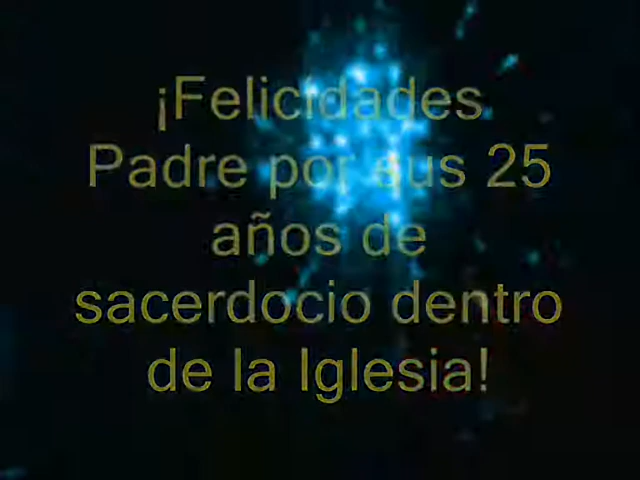 ¡Felicidades
Padre por sus 25
años de
sacerdocio dentro
de la Iglesia!